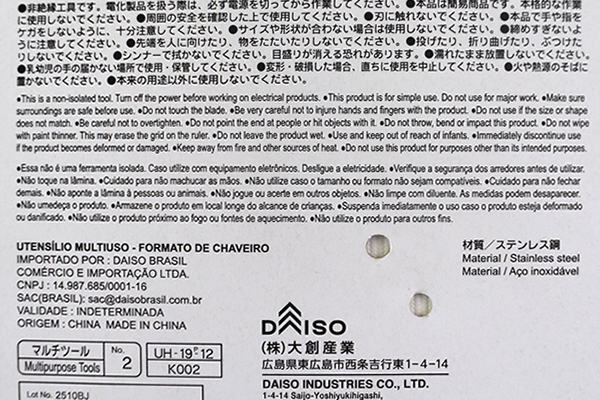 ●非絶縁工具です。電化製品を扱う際は、必ず電源を切ってから作業してください。●本品は簡易商品です。本格的な作業
に使用しないでください。●周囲の安全を確認した上で使用してください。●刃に触れないでください。●本品で手や指を
ケガをしないように、十分注意してください。●サイズや形状が合わない場合は使用しないでください。●締めすぎないよ
うに注意してください。●先端を人に向けたり、物をたたいたりしないでください。●投げたり、折り曲げたり、ぶつけた
りしないでください。●シンナーで拭かないでください。目盛りが消える恐れがあります。●濡れたまま放置しないでくださ
い。●乳幼児の手の届かない場所で使用・保管してください。●変形・破損した場合、直ちに使用を中止してください。●火や熱源のそばに
置かないでください。●本来の用途以外に使用しないでください。
●This is a non-isolated tool. Turn off the power before working on electrical products. ●This product is for simple use. Do not use for major work. ●Make sure
surroundings are safe before use. ●Do not touch the blade. ●Be very careful not to injure hands and fingers with the product. ●Do not use if the size or shape
does not match. ●Be careful not to overtighten. ●Do not point the end at people or hit objects with it. ●Do not throw, bend or impact this product. ●Do not wipe
with paint thinner. This may erase the grid on the ruler. ●Do not leave the product wet. ●Use and keep out of reach of infants. ●Immediately discontinue use
if the product becomes deformed or damaged. ●Keep away from fire and other sources of heat. ●Do not use this product for purposes other than its intended purposes.
●Essa não é uma ferramenta isolada. Caso utilize com equipamento eletrônicos. Desligue a eletricidade. ●Verifique a segurança dos arredores antes de utilizar.
●Não toque na lâmina. ●Cuidado para não machucar as mãos. ●Não utilize caso o tamanho ou formato não sejam compatíveis. ●Cuidado para não fechar
demais. ●Não aponte a lâmina à pessoas ou animais. ●Não jogue ou acerte em outros objetos. ●Não limpe com diluente. As medidas podem desaparecer.
●Não umedeça o produto. ●Armazene o produto em local longe do alcance de crianças. ●Suspenda imediatamente o uso caso o produto esteja deformado
ou danificado. ●Não utilize o produto próximo ao fogo ou fontes de aquecimento. ●Não utilize o produto para outros fins.
UTENSÍLIO MULTIUSO - FORMATO DE CHAVEIRO
IMPORTADO POR : DAISO BRASIL
COMÉRCIO E IMPORTAÇÃO LTDA.
CNPJ : 14.987.685/0001-16
SAC(BRASIL): sac@daisobrasil.com.br
VALIDADE : INDETERMINADA
ORIGEM : CHINA MADE IN CHINA
材質／ステンレス鋼
Material / Stainless steel
Material / Aço inoxidável
マルチツール
Multipurpose Tools
No.
2
UH-19 P 12
K002
Lot No. 2510BJ
DAISO
(株)大創産業
広島県東広島市西条吉行東1-4-14
DAISO INDUSTRIES CO., LTD.
1-4-14 Saijo-Yoshiyukihigashi,